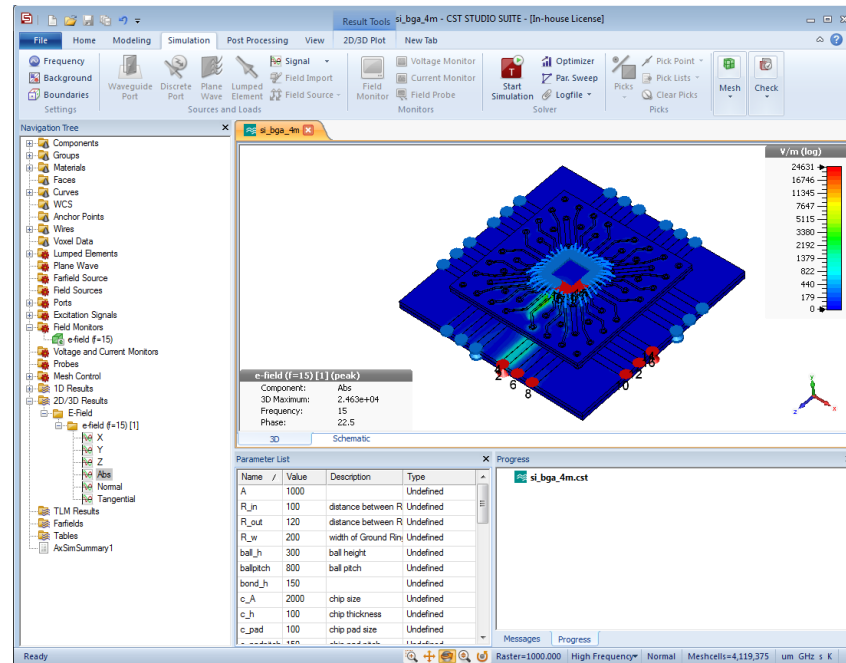 Result Tools
si_bga_4m - CST STUDIO SUITE - [In-house License]
File Home Modeling Simulation Post Processing View 2D/3D Plot New Tab
Frequency
Background
Boundaries
Settings
Waveguide Port
Discrete Port
Plane Wave
Lumped Element
Signal
Field Import
Field Source
Sources and Loads
Field Monitor
Voltage Monitor
Current Monitor
Field Probe
Monitors
Start Simulation
Optimizer
Par. Sweep
Logfile
Solver
Picks
Pick Point
Pick Lists
Clear Picks
Picks
Mesh
Check
Navigation Tree
Components
Groups
Materials
Faces
Curves
WCS
Anchor Points
Wires
Voxel Data
Lumped Elements
Plane Wave
Farfield Source
Field Sources
Ports
Excitation Signals
Field Monitors
e-field (f=15)
Voltage and Current Monitors
Probes
Mesh Control
1D Results
2D/3D Results
E-Field
e-field (f=15) [1]
X
Y
Z
Abs
Normal
Tangential
TLM Results
Farfields
Tables
AxSimSummary1
si_bga_4m
V/m (log)
24631
16746
11345
7647
5115
3380
2192
1379
822
440
179
0
2
6
8
y
z
x
e-field (f=15) [1] (peak)
Component: Abs
3D Maximum: 2.463e+04
Frequency: 15
Phase: 22.5
3D Schematic
Parameter List
Name / Value Description Type
A 1000 Undefined
R_in 100 distance between R Undefined
R_out 120 distance between R Undefined
R_w 200 width of Ground Rin Undefined
ball_h 300 ball height Undefined
ballpitch 800 ball pitch Undefined
bond_h 150 Undefined
c_A 2000 chip size Undefined
c_h 100 chip thickness Undefined
c_pad 100 chip pad size Undefined
Progress
si_bga_4m.cst
Messages Progress
Ready
Raster=1000.000 High Frequency Normal Meshcells=4,119,375 um GHz s K